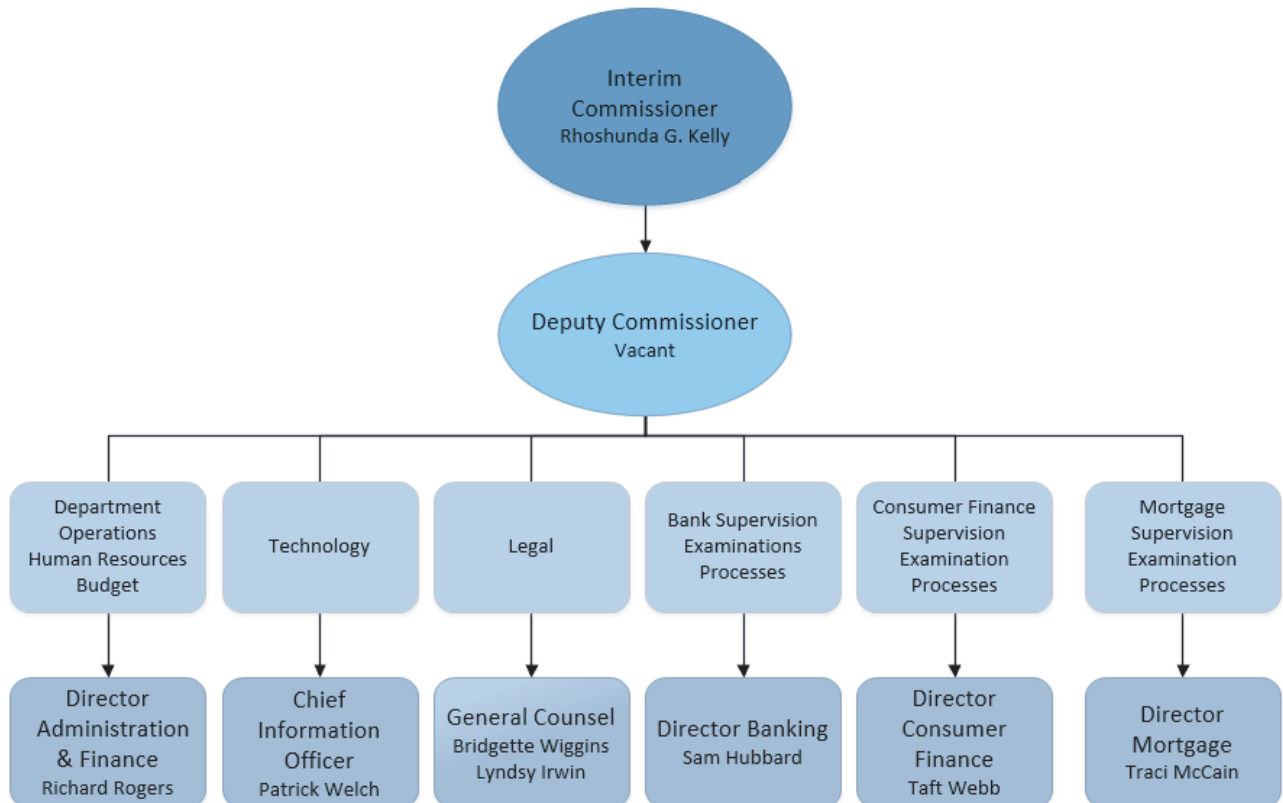 Interim
Commissioner
Rhoshunda G. Kelly
Deputy Commissioner
Vacant
Department
Operations
Human Resources
Budget
Technology
Legal
Bank Supervision
Examinations
Processes
Consumer Finance
Supervision
Examination
Processes
Mortgage
Supervision
Examination
Processes
Director
Administration
& Finance
Richard Rogers
Chief
Information
Officer
Patrick Welch
General Counsel
Bridgette Wiggins
Lyndsy Irwin
Director Banking
Sam Hubbard
Director
Consumer
Finance
Taft Webb
Director
Mortgage
Traci McCain